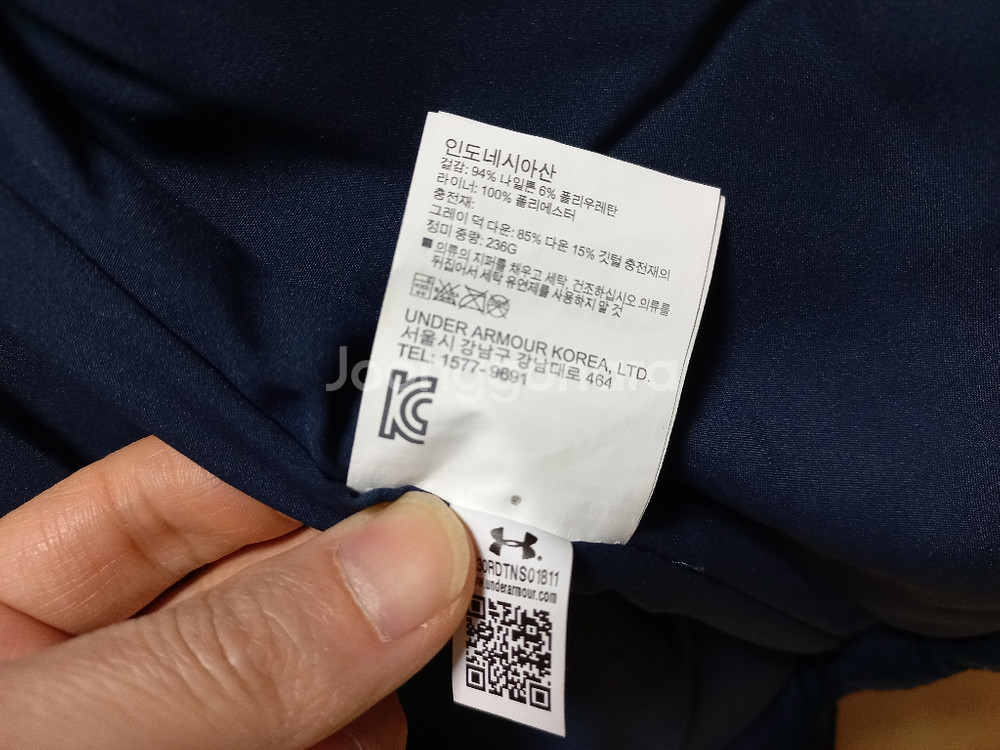 인도네시아산
겉감: 94% 나일론 6% 폴리우레탄
라이너: 100% 폴리에스터
충전재:
그레이 덕 다운: 85% 다운 15% 깃털 충전재의
정미 중량: 236G
■ 의류의 지퍼를 채우고 세탁, 건조하십시오 의류를
뒤집어서 세탁 유연제를 사용하지 말 것
UNDER ARMOUR KOREA, LTD.
서울시 강남구 강남대로 464
TEL: 1577-9691
Joonggonara
30RDTNS01811
www.underarmour.com